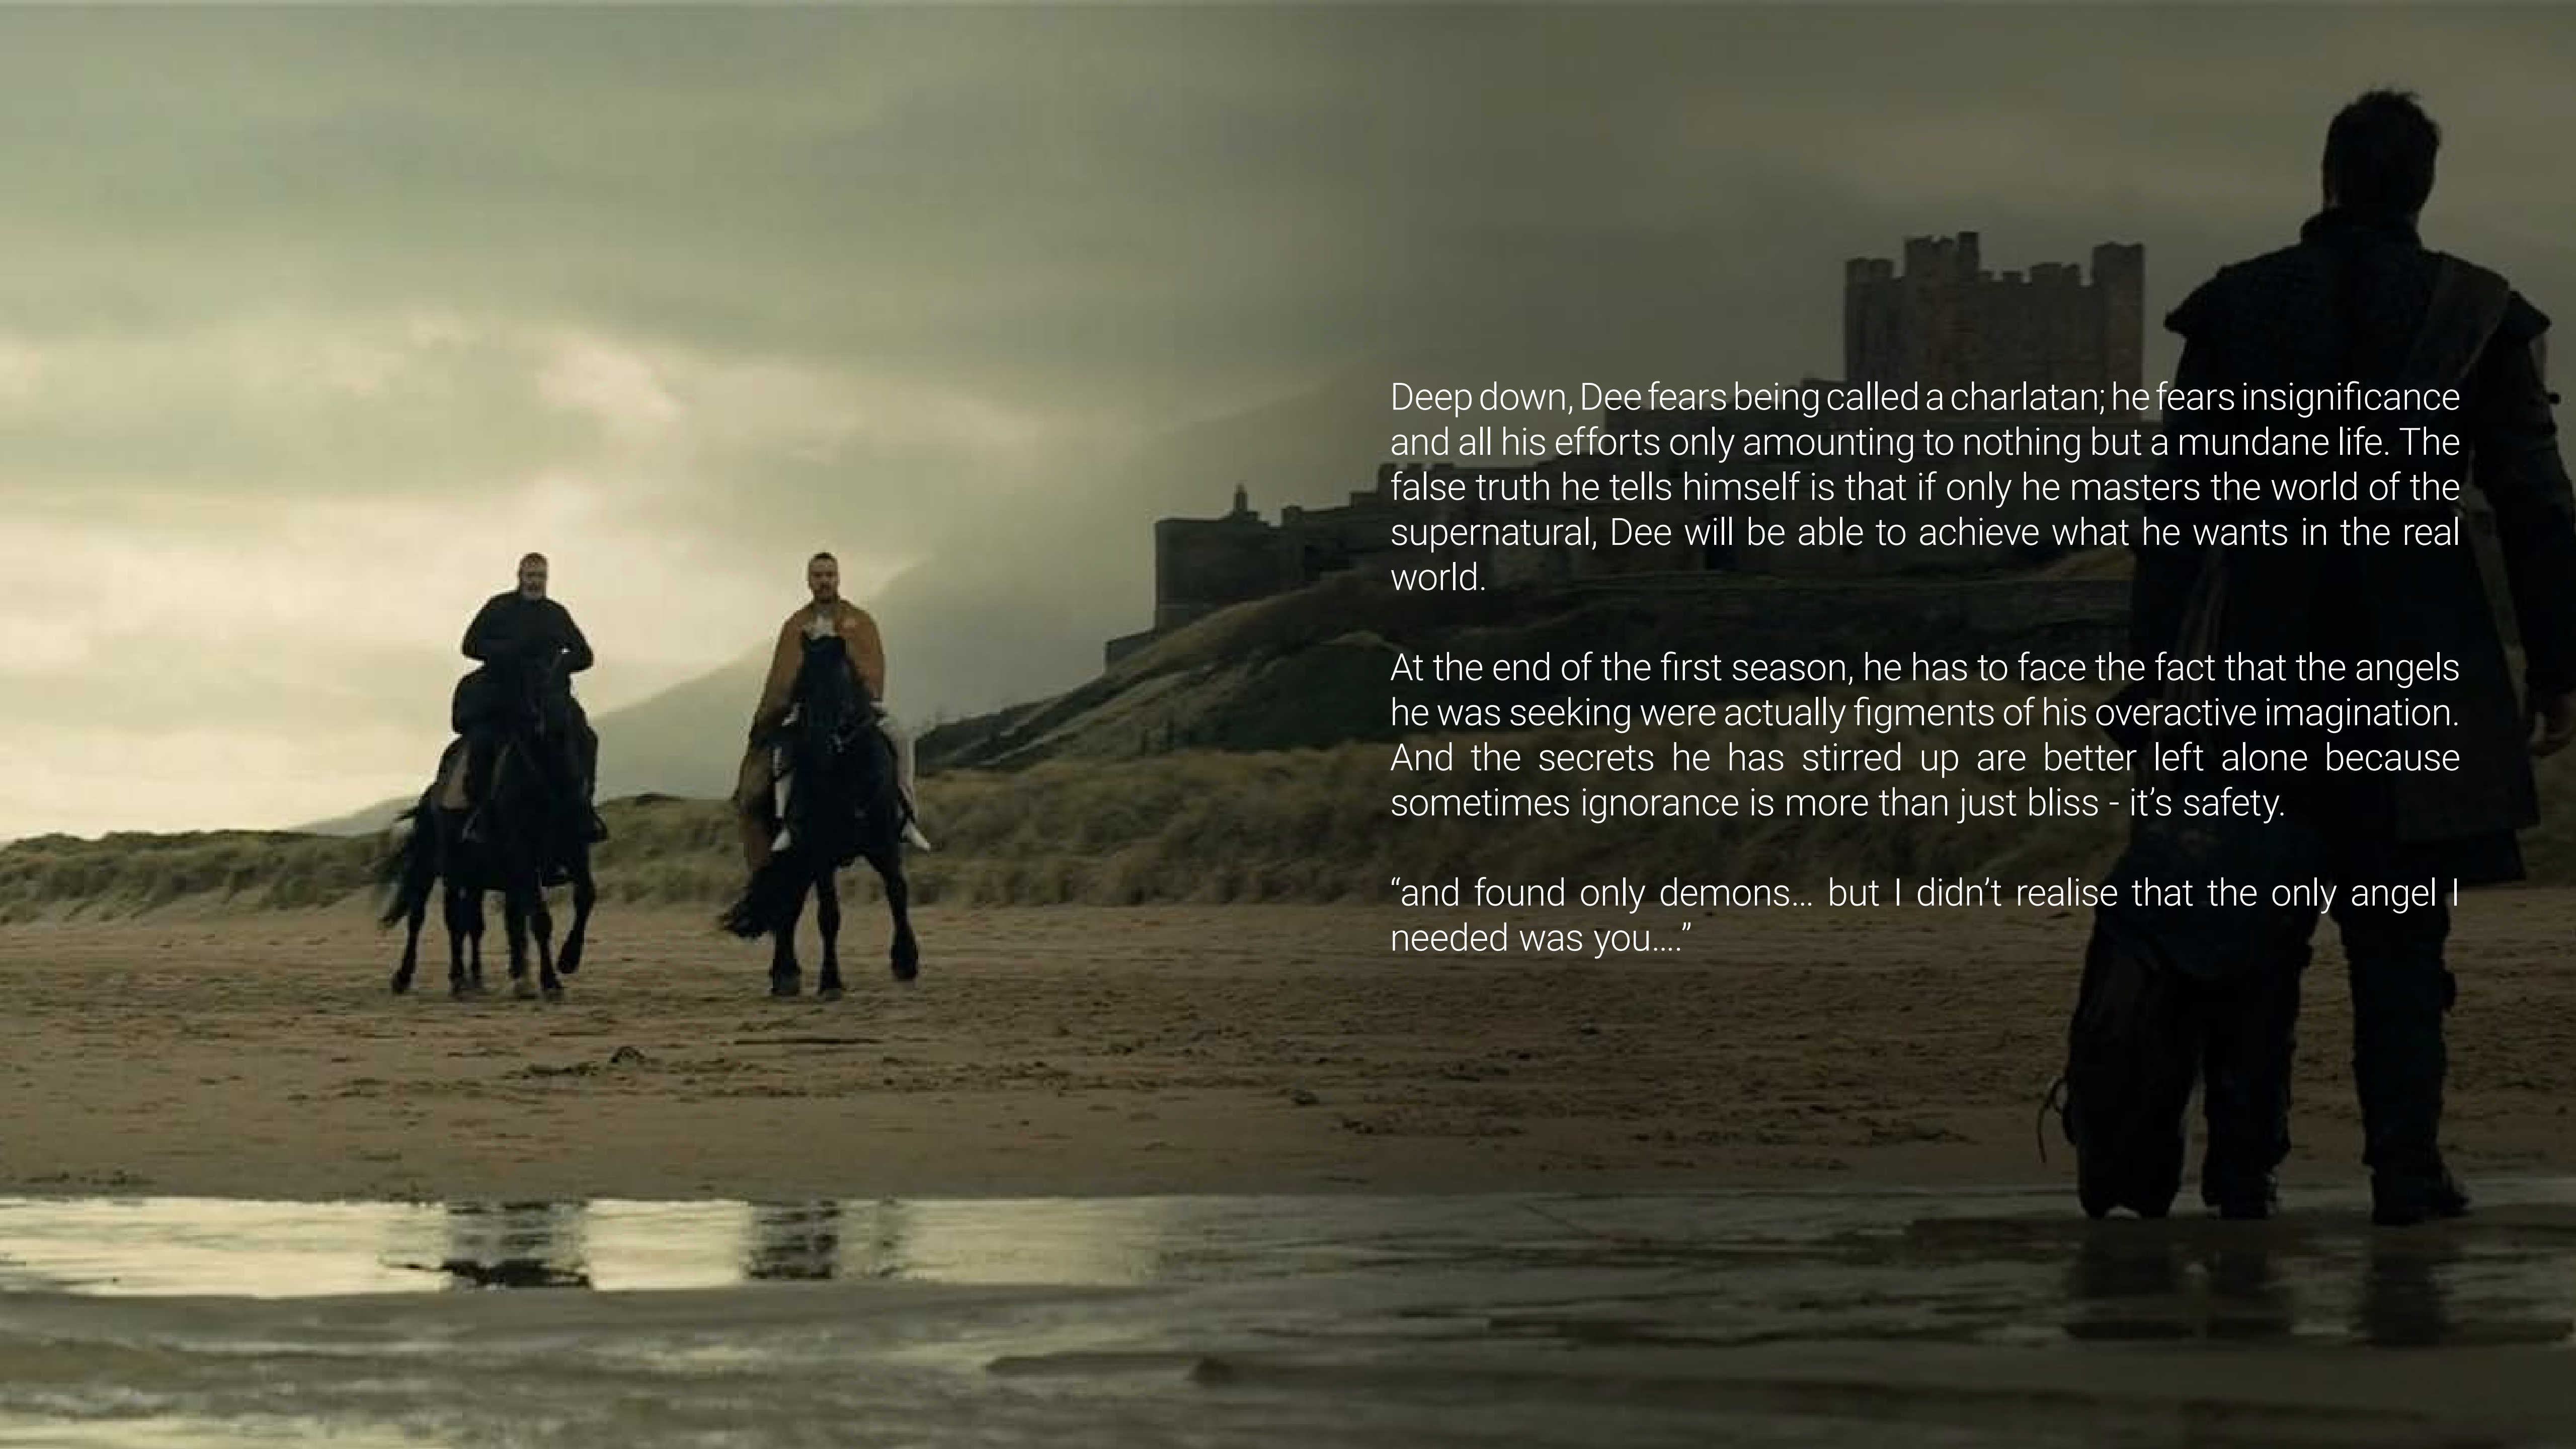 Deep down, Dee fears being called a charlatan; he fears insignificance
and all his efforts only amounting to nothing but a mundane life. The
false truth he tells himself is that if only he masters the world of the
supernatural, Dee will be able to achieve what he wants in the real
world.
At the end of the first season, he has to face the fact that the angels
he was seeking were actually figments of his overactive imagination.
And the secrets he has stirred up are better left alone because
sometimes ignorance is more than just bliss - it’s safety.
“and found only demons... but I didn’t realise that the only angel I
needed was you....”